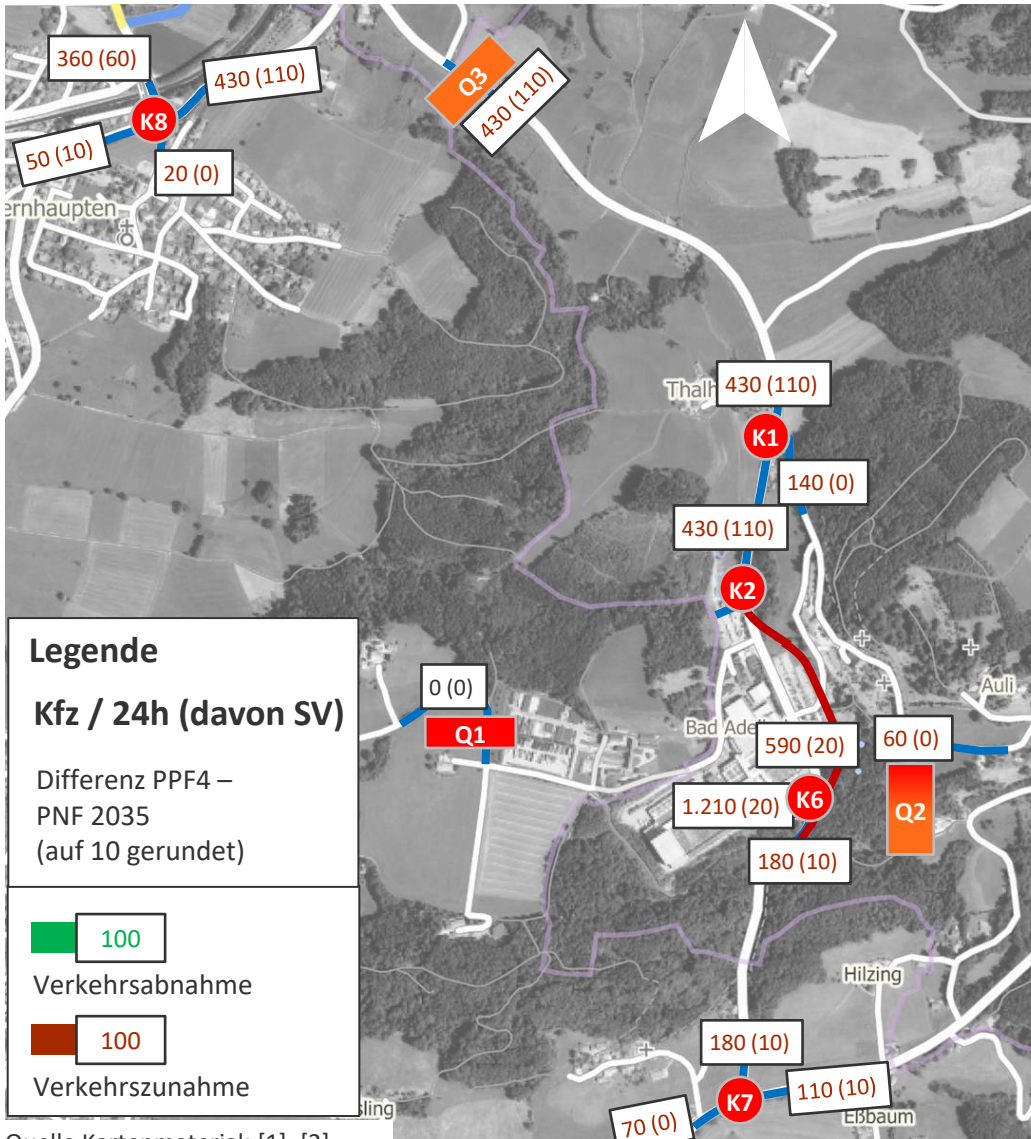 360 (60)
430 (110)
K8
50 (10)
20 (0)
ernhaupten
Q3
430 (110)
Thalh
430 (110)
K1
140 (0)
430 (110)
K2
Legende
Kfz / 24h (davon SV)
Differenz PPF4 –
PNF 2035
(auf 10 gerundet)
100
Verkehrsabnahme
100
Verkehrszunahme
0 (0)
Q1
Auli
590 (20)
60 (0)
1.210 (20)
K6
Q2
180 (10)
Hilzing
180 (10)
110 (10)
K7
70 (0)
Eßbaum
sling
Bad Ade